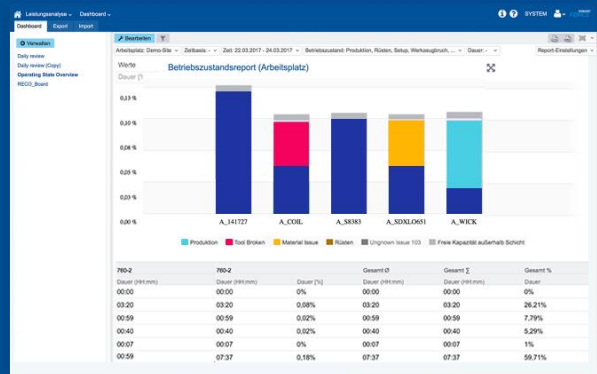 Leistungsanalyse Dashboard
SYSTEM
Dashboard Export Import
Verwalten
Daily review
Daily review (Copy)
Operating State Overview
RECO_Board
Bearbeiten
Arbeitsplatz: Demo-Site Zeitbasis: - Zeit: 22.03.2017 - 24.03.2017 Betriebszustand: Produktion, Rüsten, Setup, Werkzeugbruch, ... Dauer: - Report-Einstellungen
Werte Betriebszustandsreport (Arbeitsplatz)
Dauer [%
0,13 %
0,10 %
0,08 %
0,05 %
0,03 %
0,00 %
A_141727 A_COIL A_S8383 A_SDXLO651 A_WICK
Produktion Tool Broken Material Issue Rüsten Ungnown issue 103 Freie Kapazität außerhalb Schicht
760-2 760-2 Gesamt Ø Gesamt ∑ Gesamt %
Dauer (HH:mm) Dauer (HH:mm) Dauer [%] Dauer (HH:mm) Dauer (HH:mm) Dauer
00:00 00:00 0% 00:00 00:00 0%
03:20 03:20 0,08% 03:20 03:20 26,21%
00:59 00:59 0,02% 00:59 00:59 7,79%
00:40 00:40 0,02% 00:40 00:40 5,29%
00:07 00:07 0% 00:07 00:07 1%
00:59 07:37 0,18% 07:37 07:37 59,71%